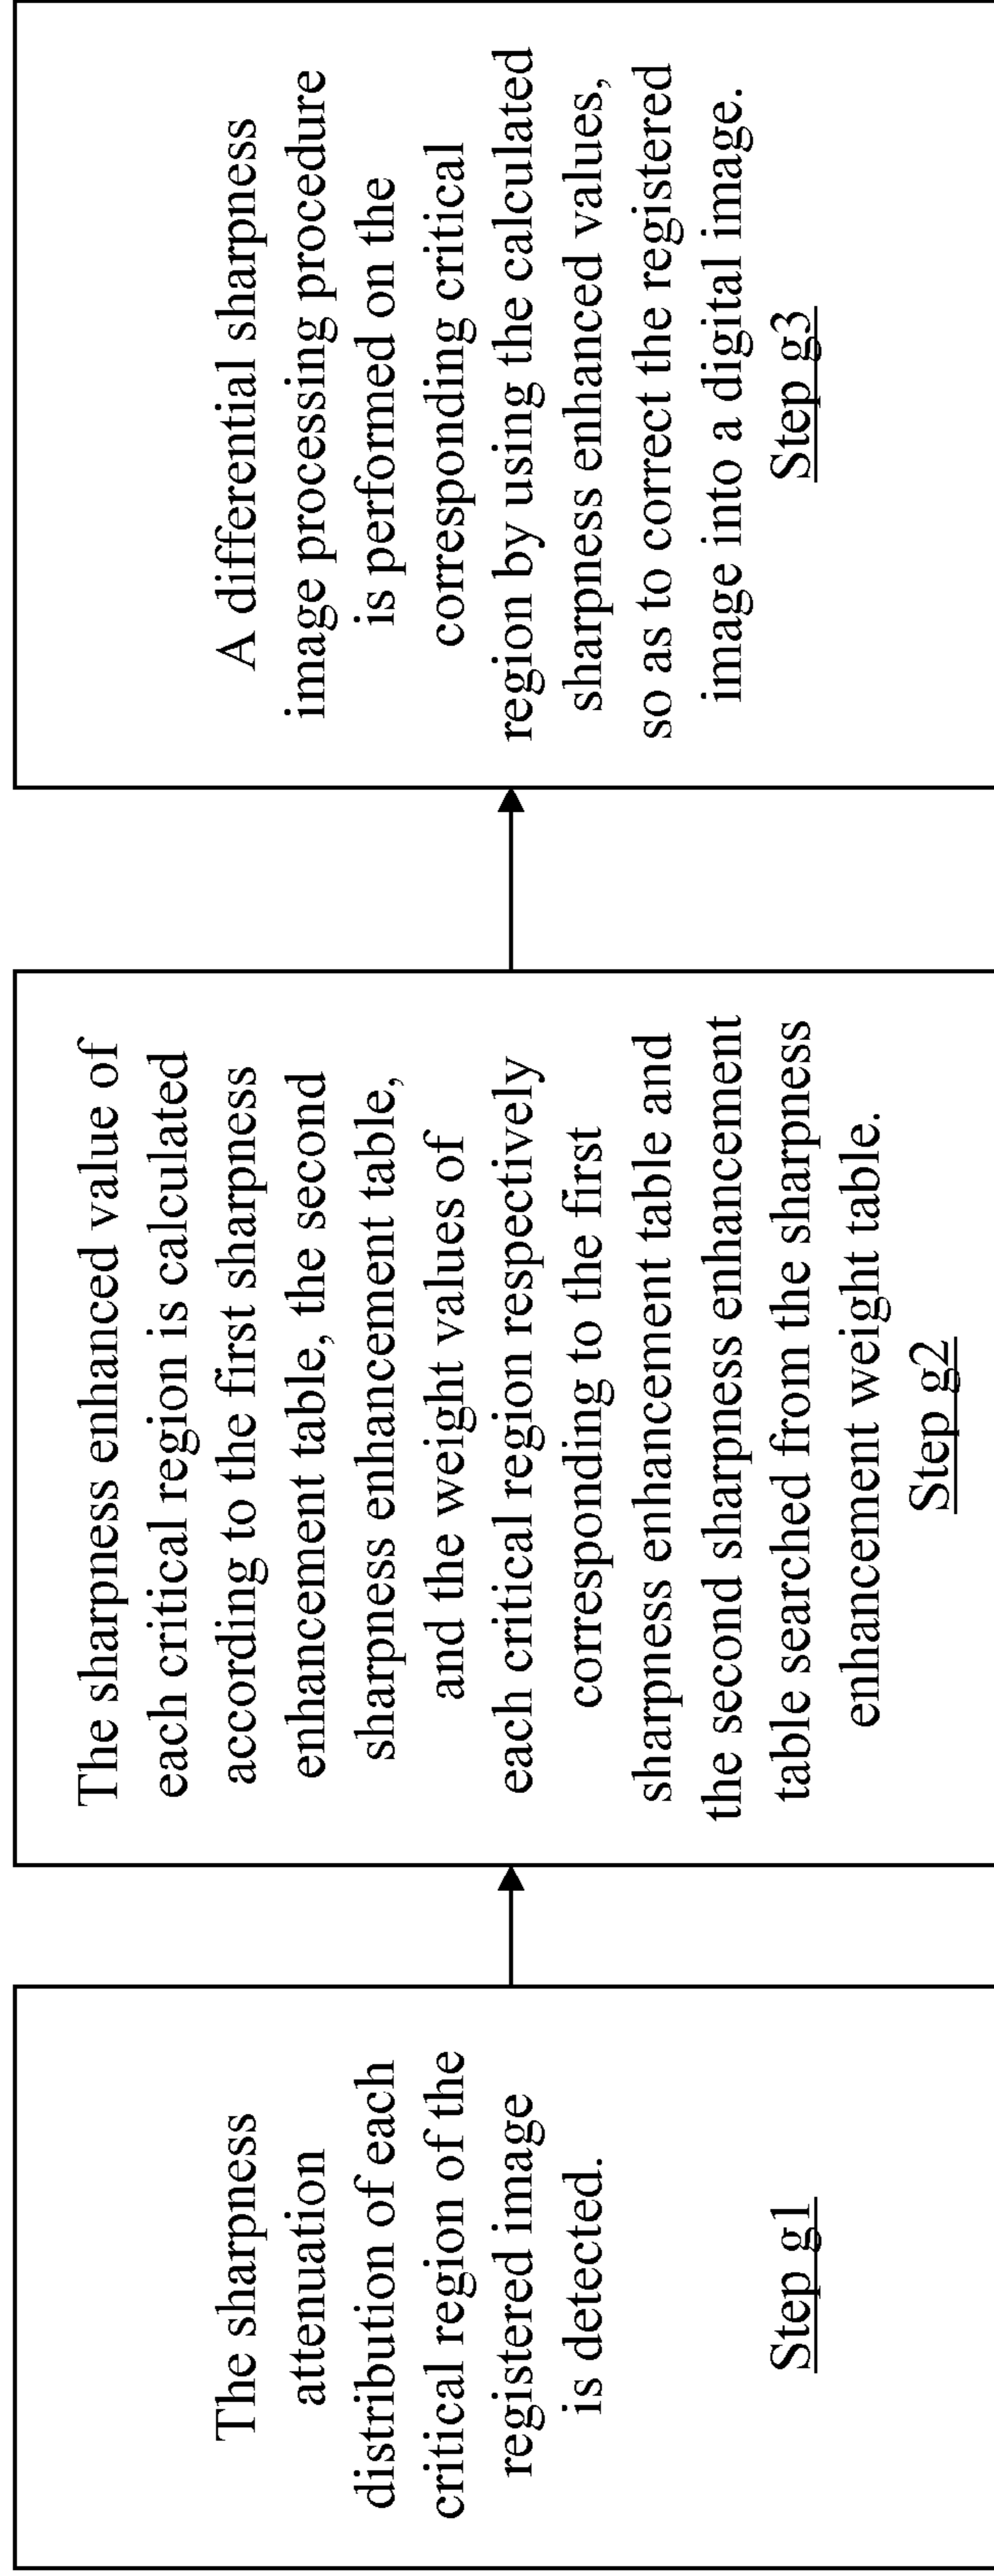 The sharpness
attenuation
distribution of each
critical region of the
registered image
is detected.
Step g1
The sharpness enhanced value of
each critical region is calculated
according to the first sharpness
enhancement table, the second
sharpness enhancement table,
and the weight values of
each critical region respectively
corresponding to the first
sharpness enhancement table and
the second sharpness enhancement
table searched from the sharpness
enhancement weight table.
Step g2
A differential sharpness
image processing procedure
is performed on the
corresponding critical
region by using the calculated
sharpness enhanced values,
so as to correct the registered
image into a digital image.
Step g3